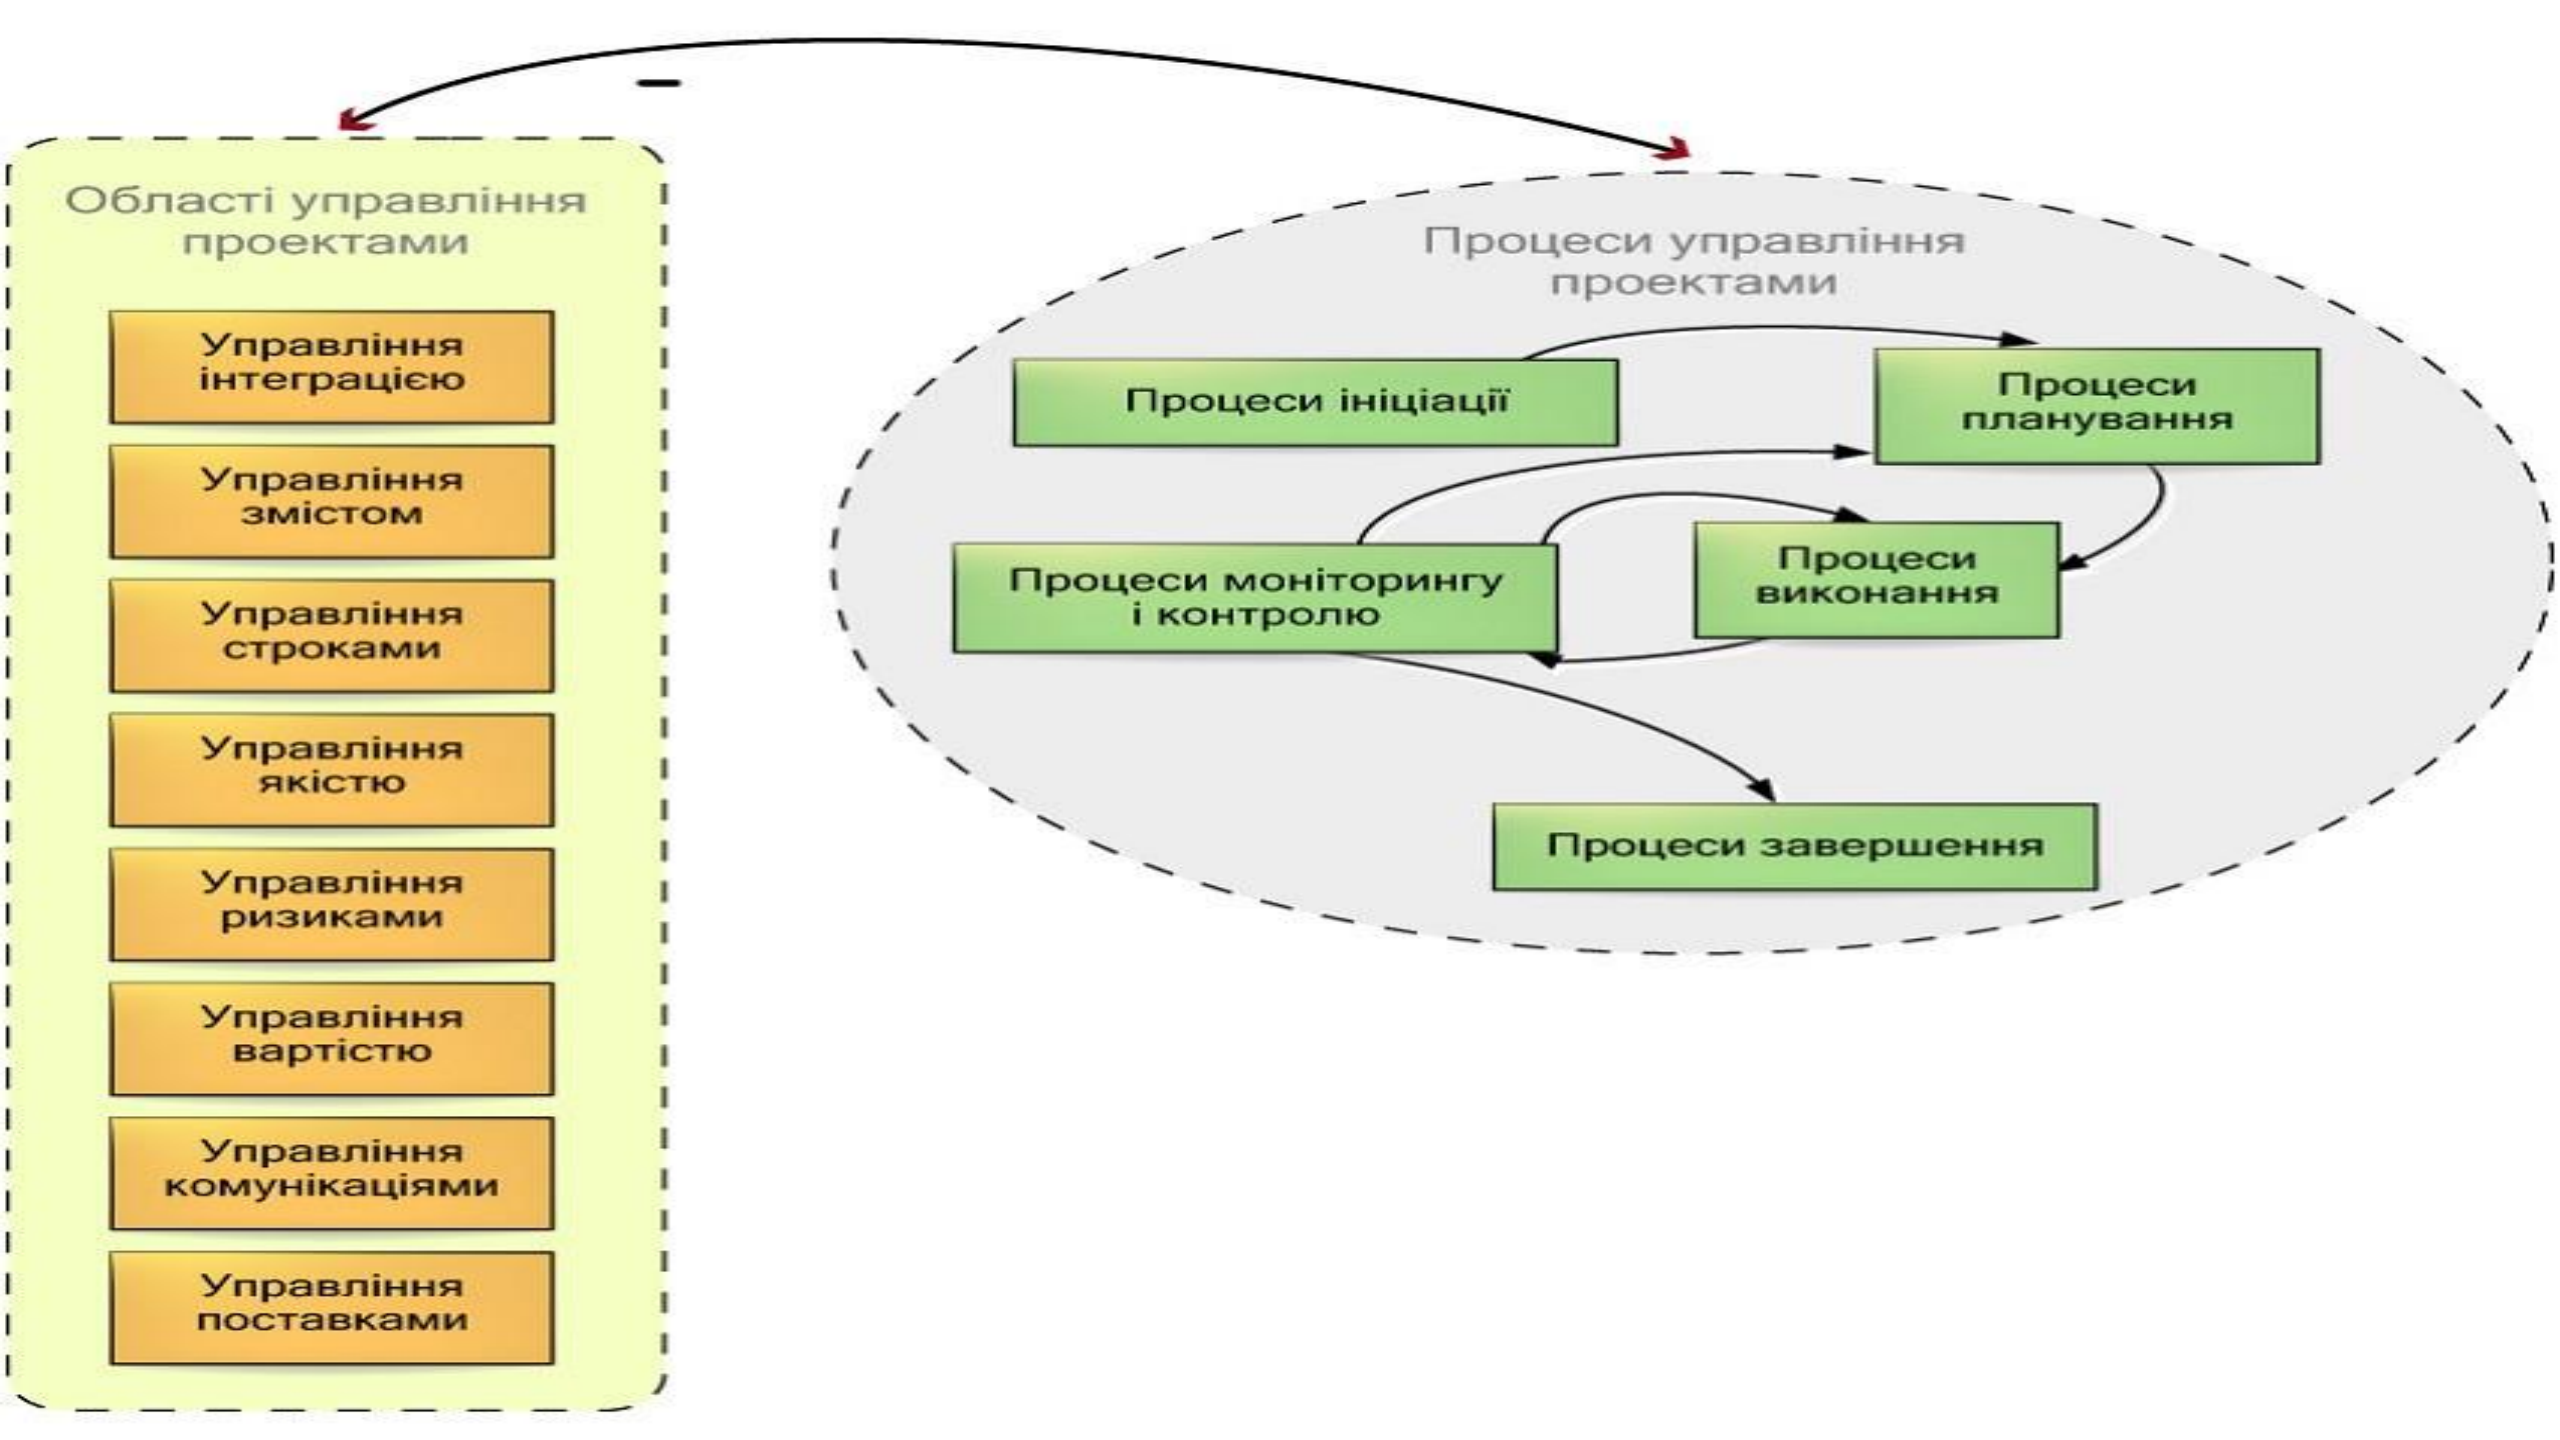 Області управління
проектами
Управління
інтеграцією
Управління
змістом
Управління
строками
Управління
якістю
Управління
ризиками
Управління
вартістю
Управління
комунікаціями
Управління
поставками
Процеси управління
проектами
Процеси ініціації
Процеси
планування
Процеси моніторингу
і контролю
Процеси
виконання
Процеси завершення